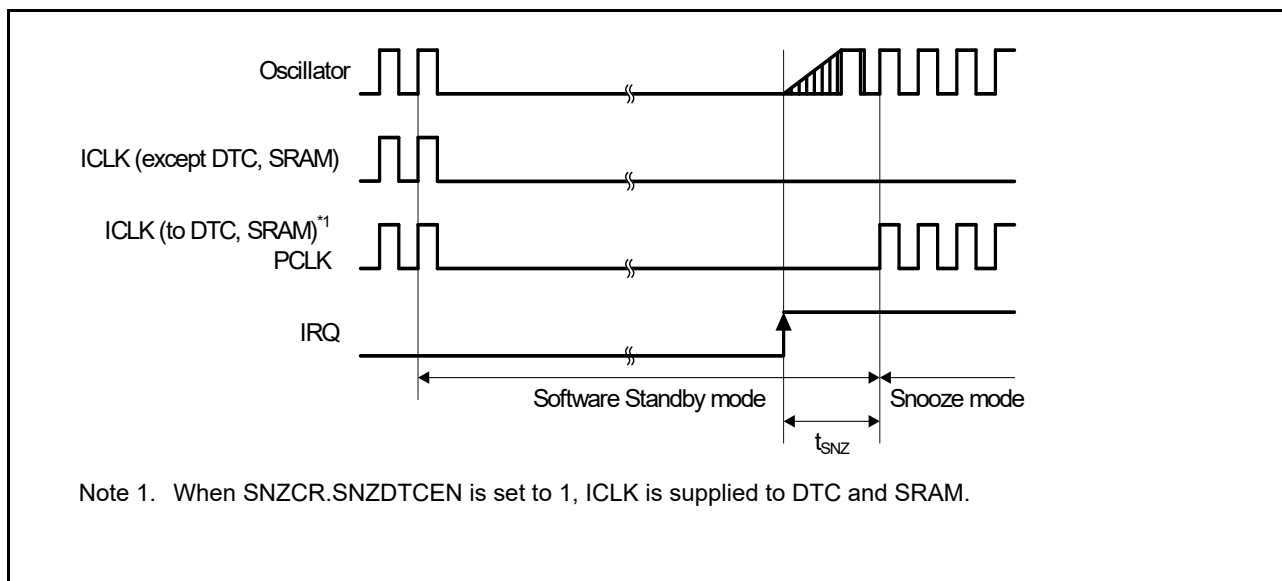 Oscillator
ICLK (except DTC, SRAM)
ICLK (to DTC, SRAM)*1
PCLK
IRQ
Software Standby mode
Snooze mode
tSNZ
Note 1. When SNZCR.SNZDTCEN is set to 1, ICLK is supplied to DTC and SRAM.